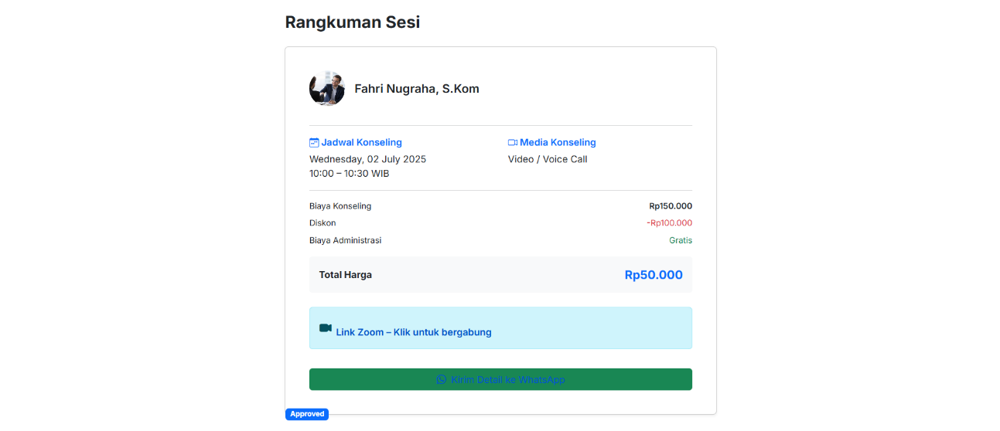 Rangkuman Sesi
Fahri Nugraha, S.Kom
Jadwal Konseling
Wednesday, 02 July 2025
10:00 – 10:30 WIB
Media Konseling
Video / Voice Call
Biaya Konseling Rp150.000
Diskon -Rp100.000
Biaya Administrasi Gratis
Total Harga Rp50.000
Link Zoom – Klik untuk bergabung
Kirim Detail ke WhatsApp
Approved